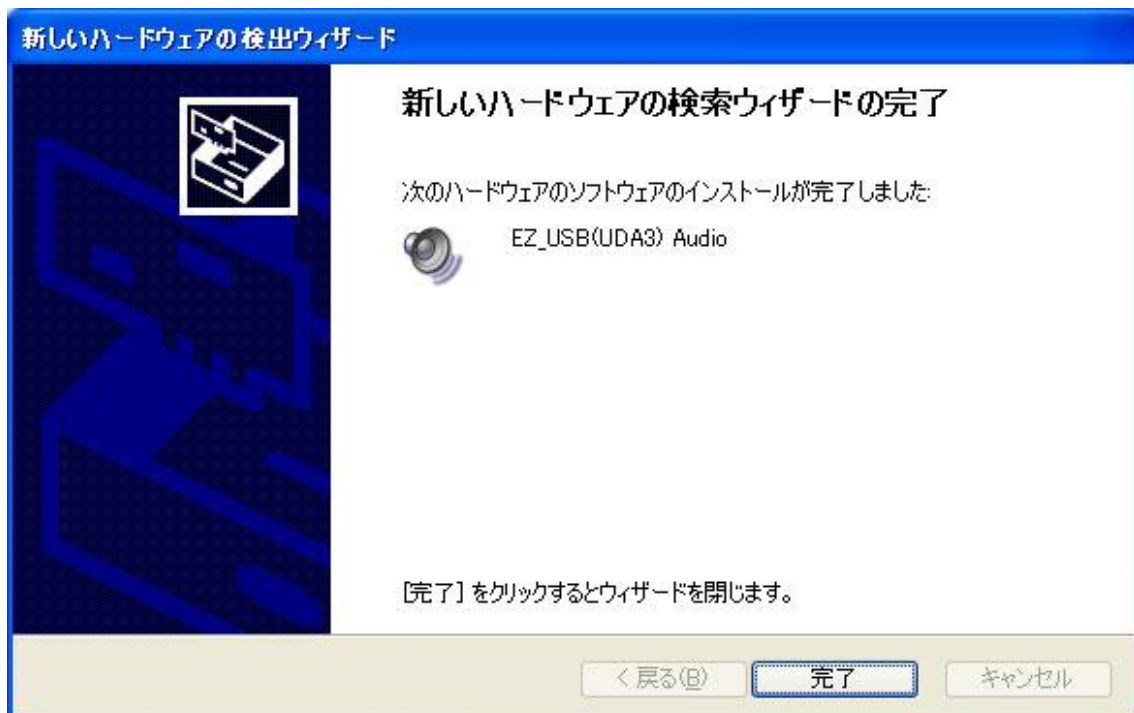 新しいハードウェアの検出ウィザード
新しいハードウェアの検索ウィザードの完了
次のハードウェアのソフトウェアのインストールが完了しました:
EZ_USB(UDA3) Audio
[完了] をクリックするとウィザードを閉じます。
< 戻る(B) 完了 キャンセル